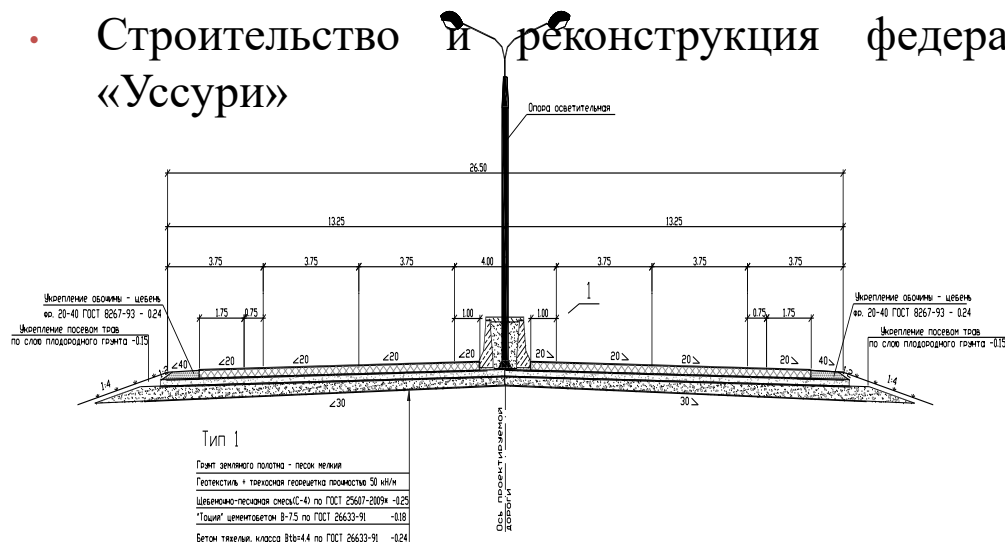 • Строительство и реконструкция федера
«Уссури»
Опора осветительная
26.50
13.25 13.25
3.75 3.75 3.75 4.00 3.75 3.75 3.75
Укрепление обочины - щебень
фр. 20-40 ГОСТ 8267-93 - 0.24
Укрепление посевом трав
по слою плодородного грунта -0.15
1.75 0.75 1.00 1.00 0.75 1.75
1
Укрепление обочины - щебень
фр. 20-40 ГОСТ 8267-93 - 0.24
Укрепление посевом трав
по слою плодородного грунта -0.15
1:4 1:2 40 20 20 20 20 20 20 20 20 40 1:2 1:4
30 30
Тип 1
Грунт земляного полотна - песок мелкий
Геотекстиль + трехосная георешетка прочностью 50 кН/м
Щебеночно-песчаная смесь(С-4) по ГОСТ 25607-2009* -0.25
"Тощий" цементобетон В-7.5 по ГОСТ 26633-91 -0.18
Бетон тяжелый, класса Btb=4.4 по ГОСТ 26633-91 -0.24
Ось проектируемой
дороги